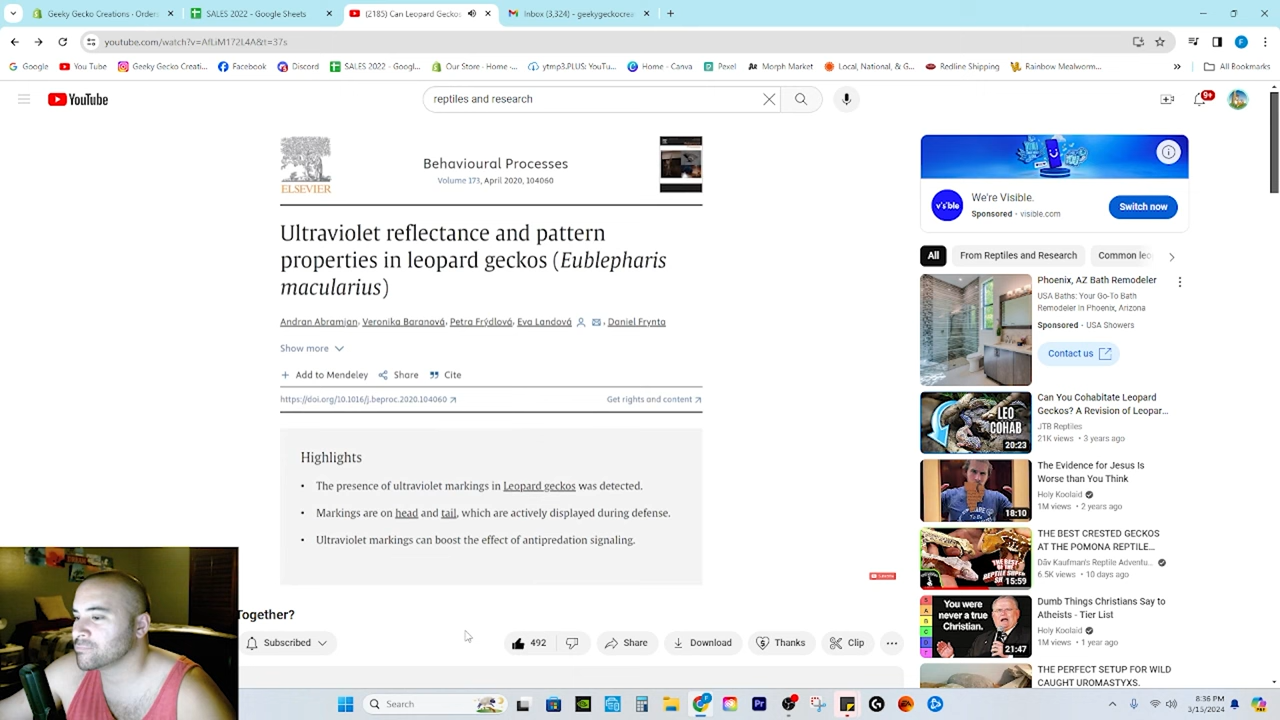 Geeky Gecko Creations: Orders
SALES 2022 - Google Sheets
(2185) Can Leopard Geckos
Inbox (3,324) - geekygeckocrea
youtube.com/watch?v=AfLiM172L4A&t=37s
Google
You Tube
Instagram
Geeky Gecko Creati...
Facebook
Discord
SALES 2022 - Googl...
Our Store - Home -...
ytmp3.PLUS: YouTu...
Home - Canva
Pexel
Morph Market
Local, National, & G...
Redline Shipping
Rainbow Mealworm...
All Bookmarks
YouTube
reptiles and research
9+
ELSEVIER
Behavioural Processes
Volume 173, April 2020, 104060
Ultraviolet reflectance and pattern
properties in leopard geckos (Eublepharis
macularius)
Andran Abramjan, Veronika Baranová, Petra Frýdlová, Eva Landová, Daniel Frynta
Show more
Add to Mendeley Share Cite
https://doi.org/10.1016/j.beproc.2020.104060
Get rights and content
Highlights
• The presence of ultraviolet markings in Leopard geckos was detected.
• Markings are on head and tail, which are actively displayed during defense.
• Ultraviolet markings can boost the effect of antipredation signaling.
Together?
Subscribed
492
Share
Download
Thanks
Clip
visible
We're Visible.
Sponsored · visible.com
Switch now
All
From Reptiles and Research
Common leo
Phoenix, AZ Bath Remodeler
USA Baths: Your Go-To Bath
Remodeler In Phoenix, Arizona
Sponsored · USA Showers
Contact us
LEO
COHAB
20:23
Can You Cohabitate Leopard
Geckos? A Revision of Leopar...
JTB Reptiles
21K views • 3 years ago
18:10
The Evidence for Jesus Is
Worse than You Think
Holy Koolaid
1M views • 2 years ago
15:59
THE BEST CRESTED GECKOS
AT THE POMONA REPTILE...
Dāv Kaufman's Reptile Adventu...
6.5K views • 10 days ago
You were
never a true
Christian.
21:47
Dumb Things Christians Say to
Atheists - Tier List
Holy Koolaid
1M views • 1 year ago
THE PERFECT SETUP FOR WILD
CAUGHT UROMASTYXS.
Search
8:36 PM
3/15/2024